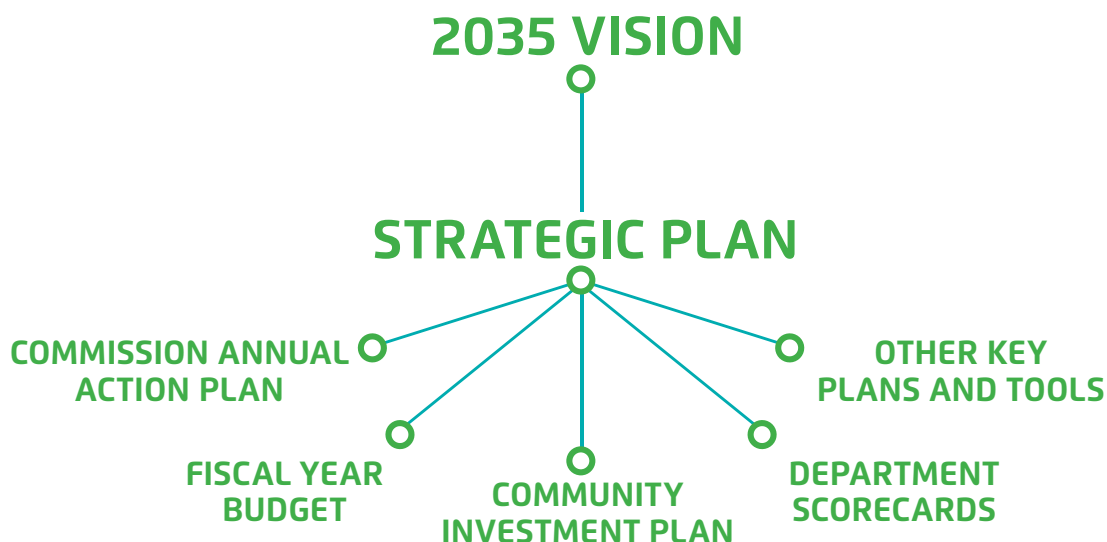 2035 VISION
STRATEGIC PLAN
COMMISSION ANNUAL
ACTION PLAN
FISCAL YEAR
BUDGET
COMMUNITY
INVESTMENT PLAN
DEPARTMENT
SCORECARDS
OTHER KEY
PLANS AND TOOLS